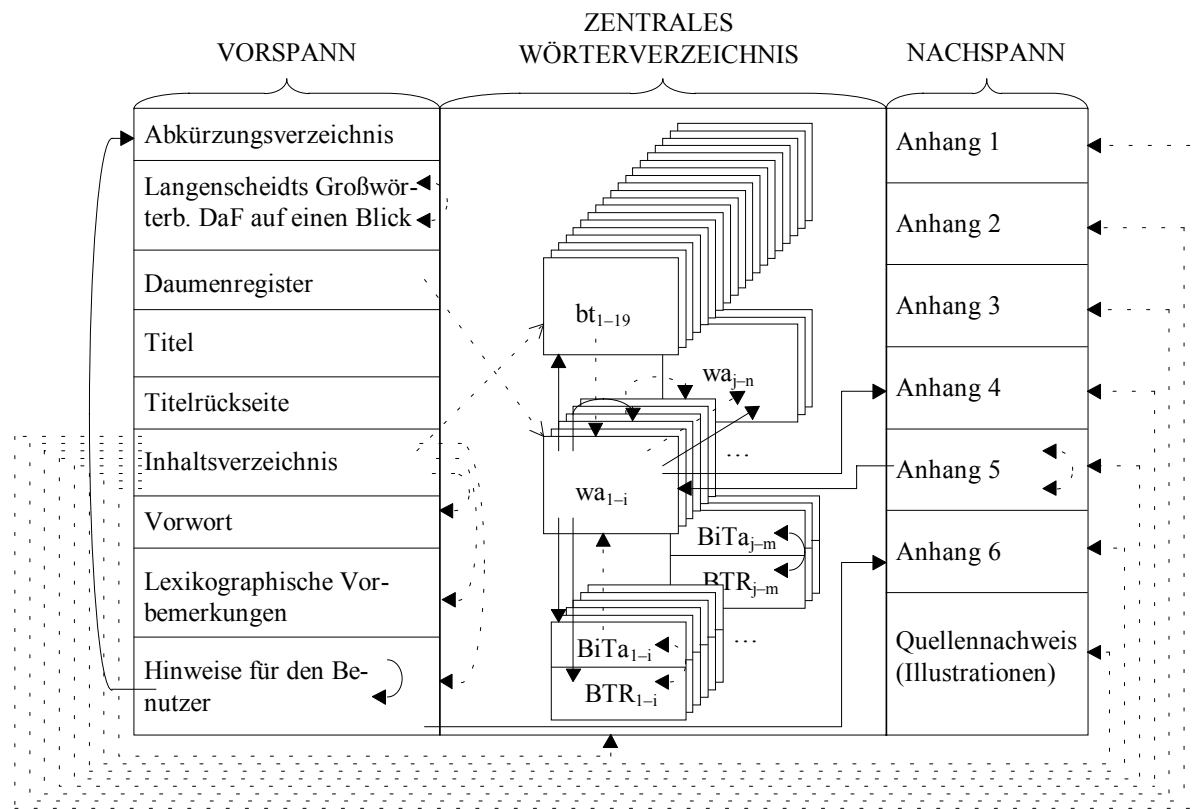 VORSPANN
ZENTRALES
WÖRTERVERZEICHNIS
NACHSPANN
Abkürzungsverzeichnis
Langenscheidts Großwör-
terb. DaF auf einen Blick
Daumenregister
Titel
Titelrückseite
Inhaltsverzeichnis
Vorwort
Lexikographische Vor-
bemerkungen
Hinweise für den Be-
nutzer
bt1–19
waj–n
...
wa1–i
BiTaj–m
BTRj–m
...
BiTa1–i
BTR1–i
Anhang 1
Anhang 2
Anhang 3
Anhang 4
Anhang 5
Anhang 6
Quellennachweis
(Illustrationen)